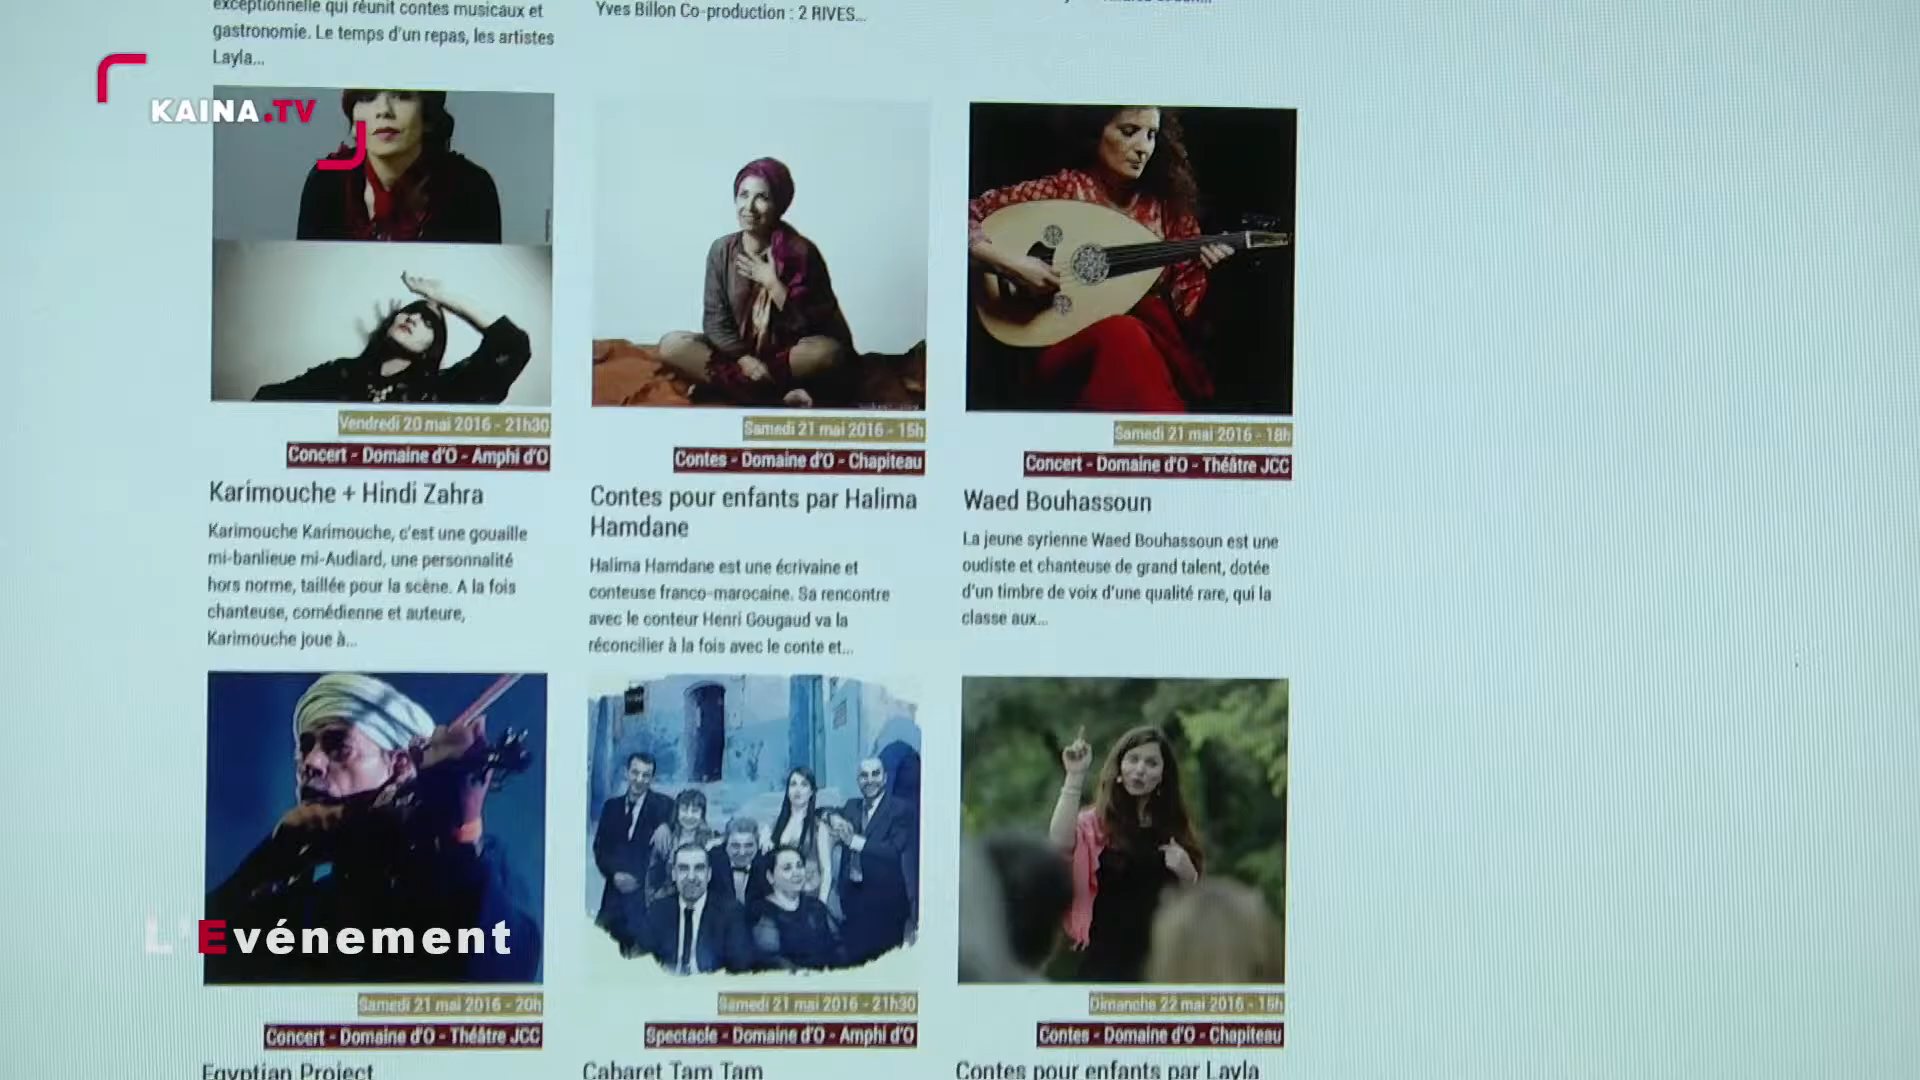 exceptionnelle qui réunit contes musicaux et
gastronomie. Le temps d'un repas, les artistes
Layla...
Yves Billon Co-production : 2 RIVES...
KAINA.TV
Vendredi 20 mai 2016 - 21h30
Concert - Domaine d'O - Amphi d'O
Karimouche + Hindi Zahra
Karimouche Karimouche, c'est une gouaille
mi-banlieue mi-Audiard, une personnalité
hors norme, taillée pour la scène. A la fois
chanteuse, comédienne et auteure,
Karimouche joue à...
Samedi 21 mai 2016 - 15h
Contes - Domaine d'O - Chapiteau
Contes pour enfants par Halima
Hamdane
Halima Hamdane est une écrivaine et
conteuse franco-marocaine. Sa rencontre
avec le conteur Henri Gougaud va la
réconcilier à la fois avec le conte et...
Samedi 21 mai 2016 - 18h
Concert - Domaine d'O - Théâtre JCC
Waed Bouhassoun
La jeune syrienne Waed Bouhassoun est une
oudiste et chanteuse de grand talent, dotée
d'un timbre de voix d'une qualité rare, qui la
classe aux...
L'Evénement
Samedi 21 mai 2016 - 20h
Concert - Domaine d'O - Théâtre JCC
Egyptian Project
Samedi 21 mai 2016 - 21h30
Spectacle - Domaine d'O - Amphi d'O
Cabaret Tam Tam
Dimanche 22 mai 2016 - 15h
Contes - Domaine d'O - Chapiteau
Contes pour enfants par Layla